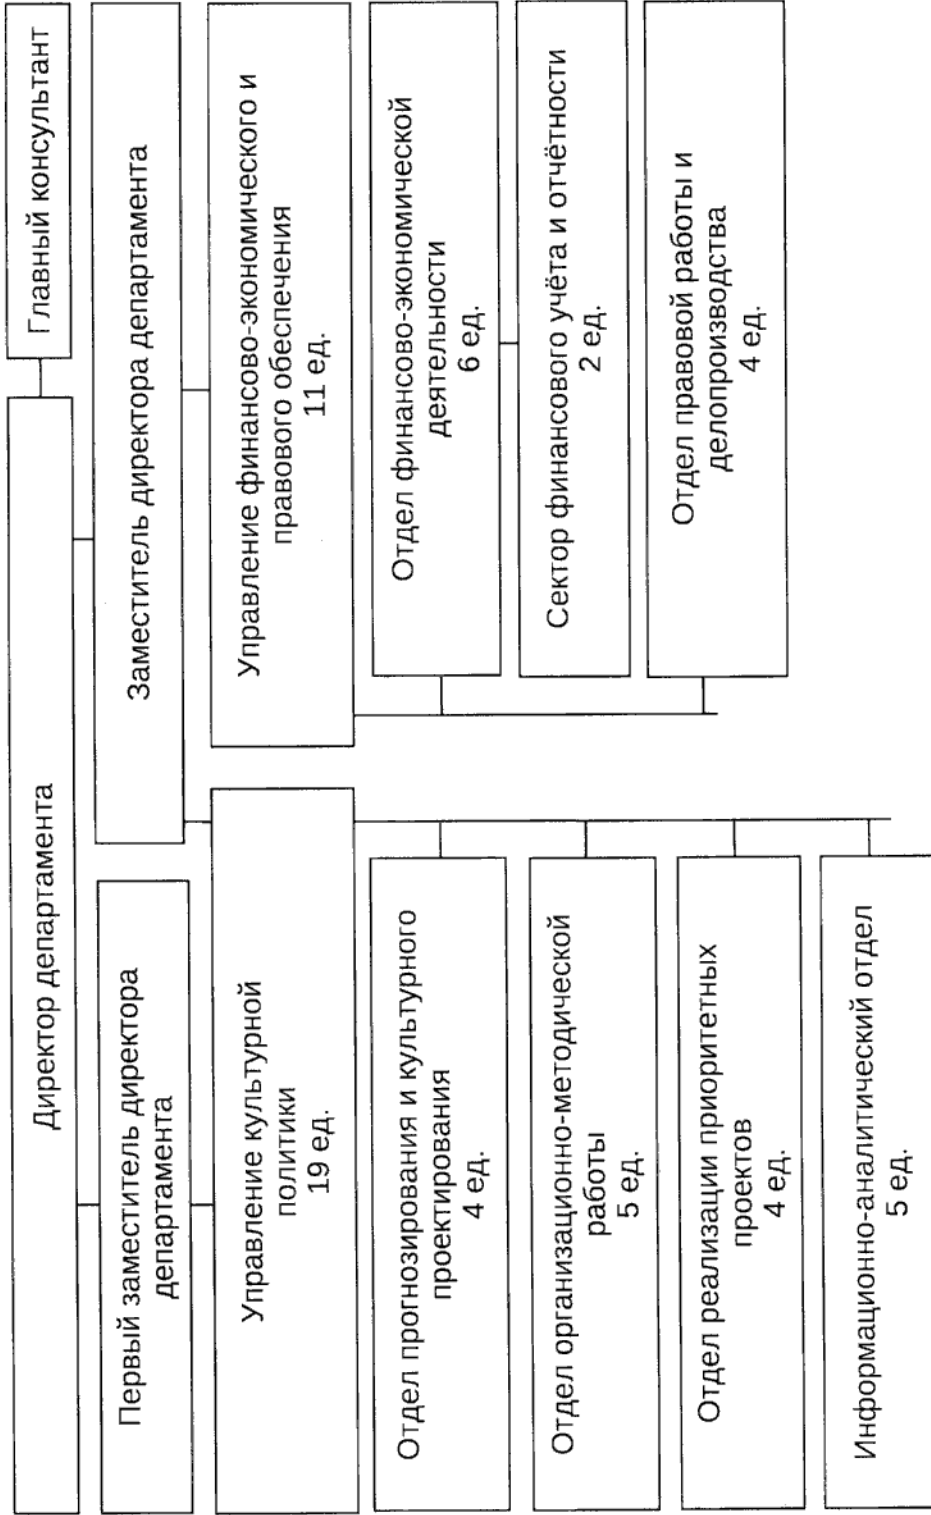 Директор департамента
Главный консультант
Первый заместитель директора
департамента
Заместитель директора департамента
Управление культурной
политики
19 ед.
Управление финансово-экономического и
правового обеспечения
11 ед.
Отдел прогнозирования и культурного
проектирования
4 ед.
Отдел организационно-методической
работы
5 ед.
Отдел реализации приоритетных
проектов
4 ед.
Информационно-аналитический отдел
5 ед.
Отдел финансово-экономической
деятельности
6 ед.
Сектор финансового учёта и отчётности
2 ед.
Отдел правовой работы и
делопроизводства
4 ед.